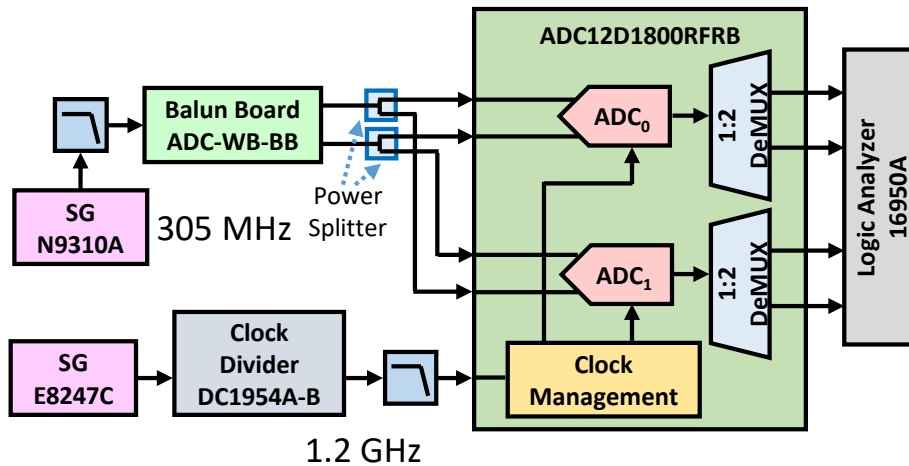 ADC12D1800RFRB
Balun Board
ADC-WB-BB
ADC0
1:2
DeMUX
Logic Analyzer
16950A
Power
Splitter
SG
N9310A
305 MHz
ADC1
1:2
DeMUX
SG
E8247C
Clock
Divider
DC1954A-B
Clock
Management
1.2 GHz